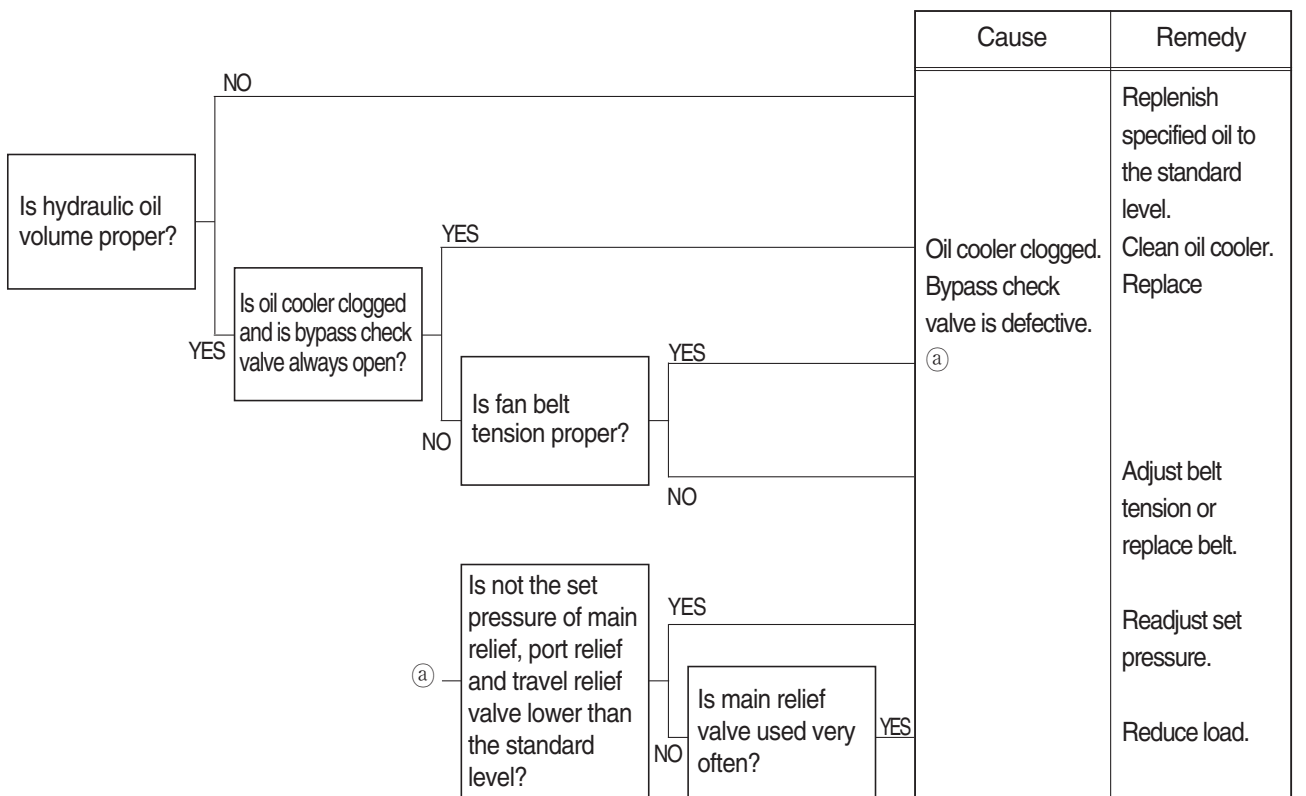 Cause
Remedy
NO
Replenish
specified oil to
the standard
level.
Is hydraulic oil
volume proper?
YES
YES
Oil cooler clogged.
Clean oil cooler.
Bypass check
Replace
valve is defective.
Is oil cooler clogged
and is bypass check
valve always open?
YES
ⓐ
NO
Is fan belt
tension proper?
NO
Adjust belt
tension or
replace belt.
ⓐ
Is not the set
pressure of main
relief, port relief
and travel relief
valve lower than
the standard
level?
YES
Readjust set
pressure.
NO
Is main relief
valve used very
often?
YES
Reduce load.